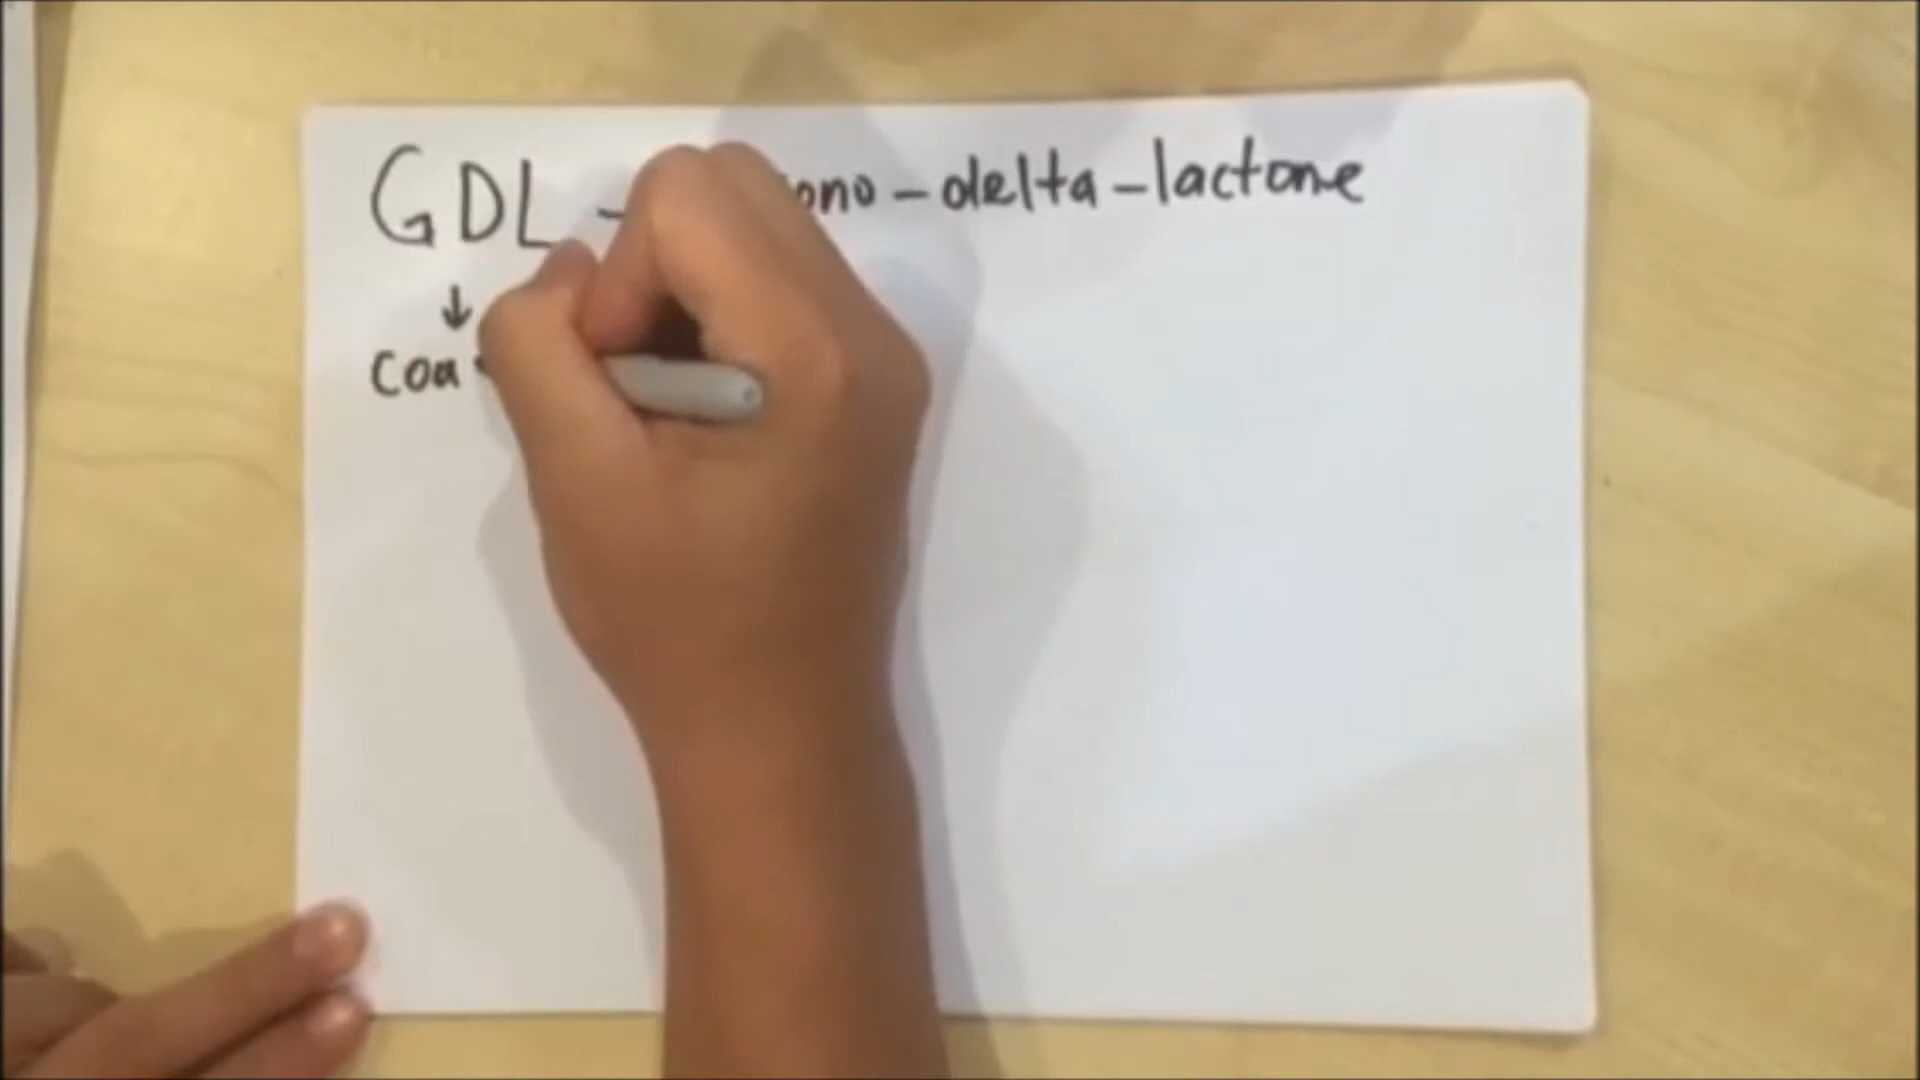 GDL - ono - delta - lactone
coa